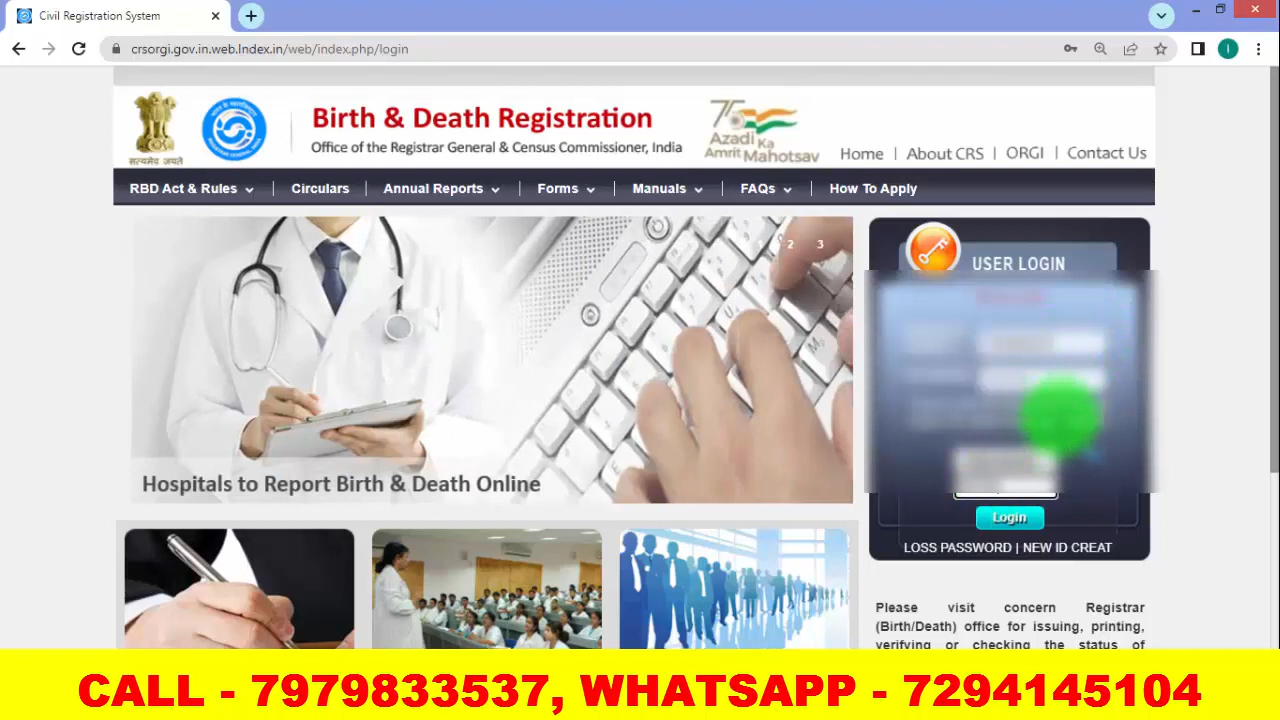 Civil Registration System
crsorgi.gov.in.web.Index.in/web/index.php/login
I
सत्यमेव जयते
Birth & Death Registration
Office of the Registrar General & Census Commissioner, India
75
Azadi Ka
Amrit Mahotsav
Home | About CRS | ORGI | Contact Us
RBD Act & Rules | Circulars | Annual Reports | Forms | Manuals | FAQs | How To Apply
1 2 3
USER LOGIN
Hospitals to Report Birth & Death Online
Login
LOSS PASSWORD | NEW ID CREAT
Please visit concern Registrar
(Birth/Death) office for issuing, printing,
verifying or checking the status of
CALL - 7979833537, WHATSAPP - 7294145104